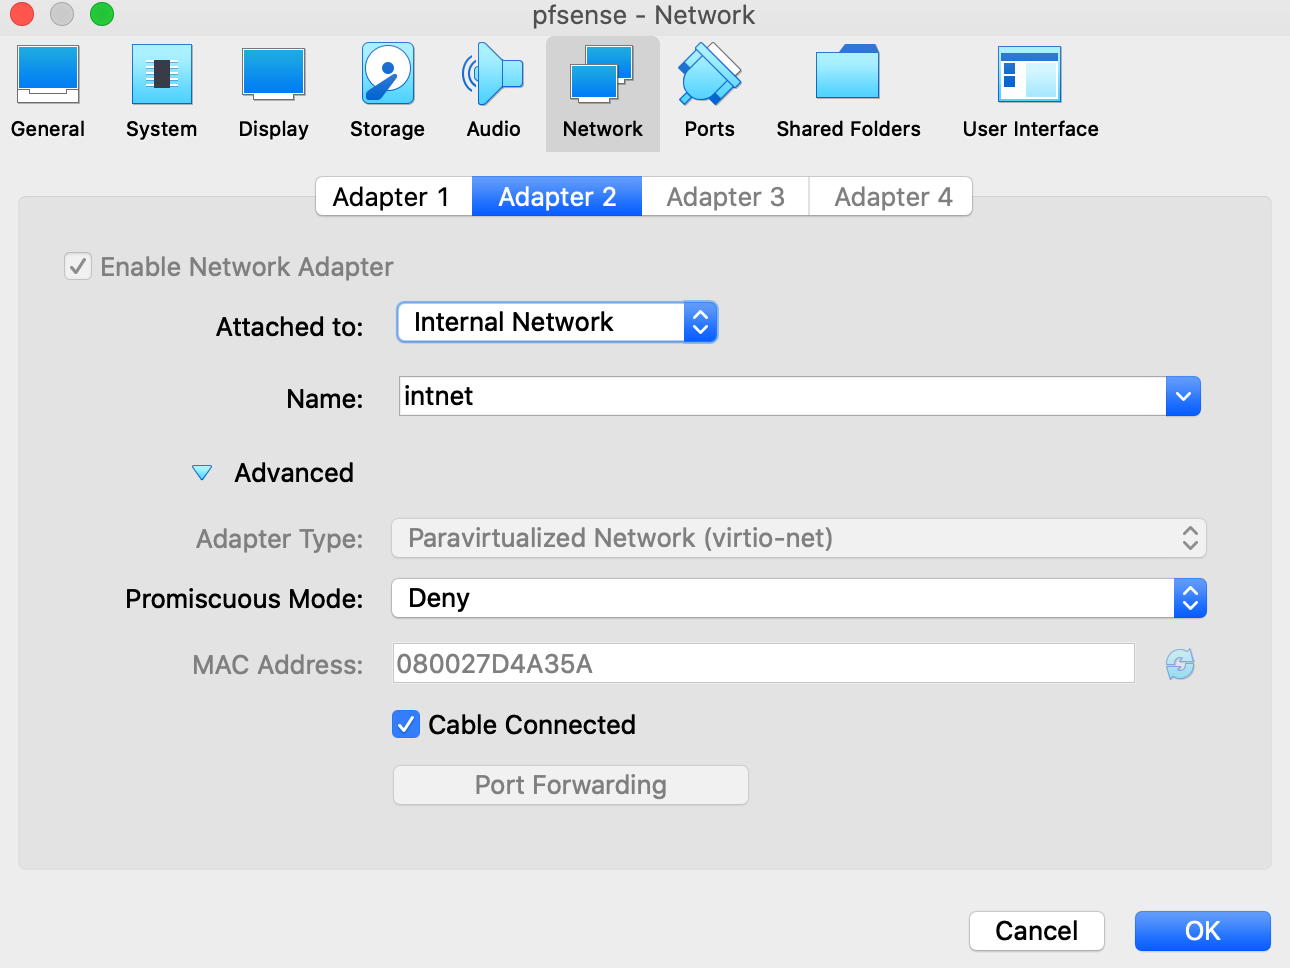 pfsense - Network
General System Display Storage Audio Network Ports Shared Folders User Interface
Adapter 1 Adapter 2 Adapter 3 Adapter 4
Enable Network Adapter
Attached to: Internal Network
Name: intnet
Advanced
Adapter Type: Paravirtualized Network (virtio-net)
Promiscuous Mode: Deny
MAC Address: 080027D4A35A
Cable Connected
Port Forwarding
Cancel OK